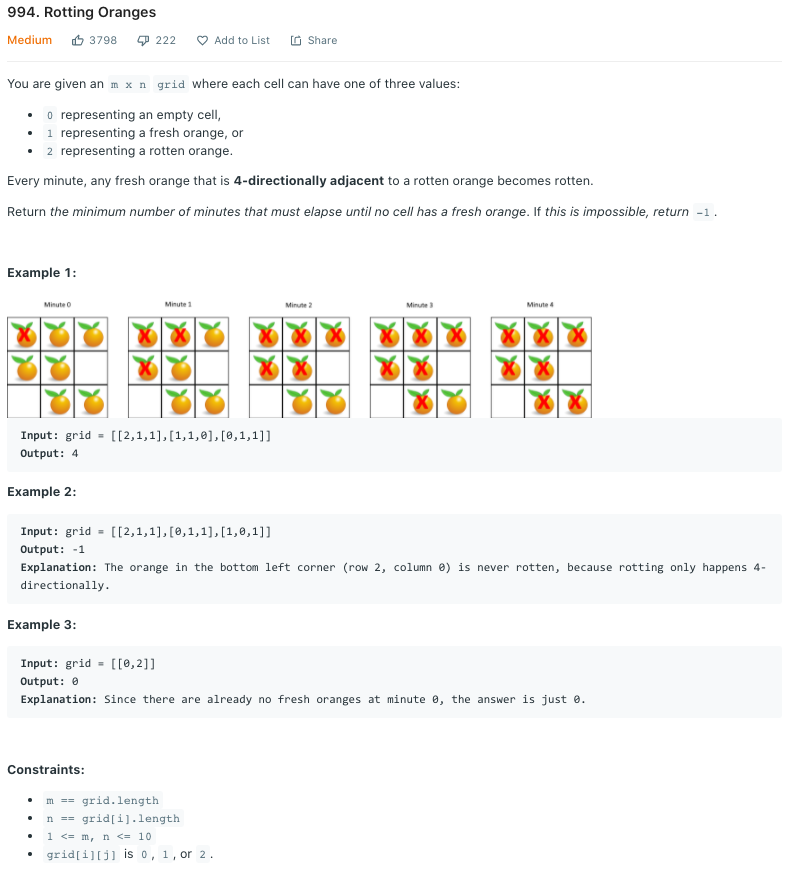 994. Rotting Oranges
Medium 3798 222 Add to List Share
You are given an m x n grid where each cell can have one of three values:
• 0 representing an empty cell,
• 1 representing a fresh orange, or
• 2 representing a rotten orange.
Every minute, any fresh orange that is 4-directionally adjacent to a rotten orange becomes rotten.
Return the minimum number of minutes that must elapse until no cell has a fresh orange. If this is impossible, return -1.
Example 1:
Minute 0 Minute 1 Minute 2 Minute 3 Minute 4
Input: grid = [[2,1,1],[1,1,0],[0,1,1]]
Output: 4
Example 2:
Input: grid = [[2,1,1],[0,1,1],[1,0,1]]
Output: -1
Explanation: The orange in the bottom left corner (row 2, column 0) is never rotten, because rotting only happens 4-
directionally.
Example 3:
Input: grid = [[0,2]]
Output: 0
Explanation: Since there are already no fresh oranges at minute 0, the answer is just 0.
Constraints:
• m == grid.length
• n == grid[i].length
• 1 <= m, n <= 10
• grid[i][j] is 0, 1, or 2.